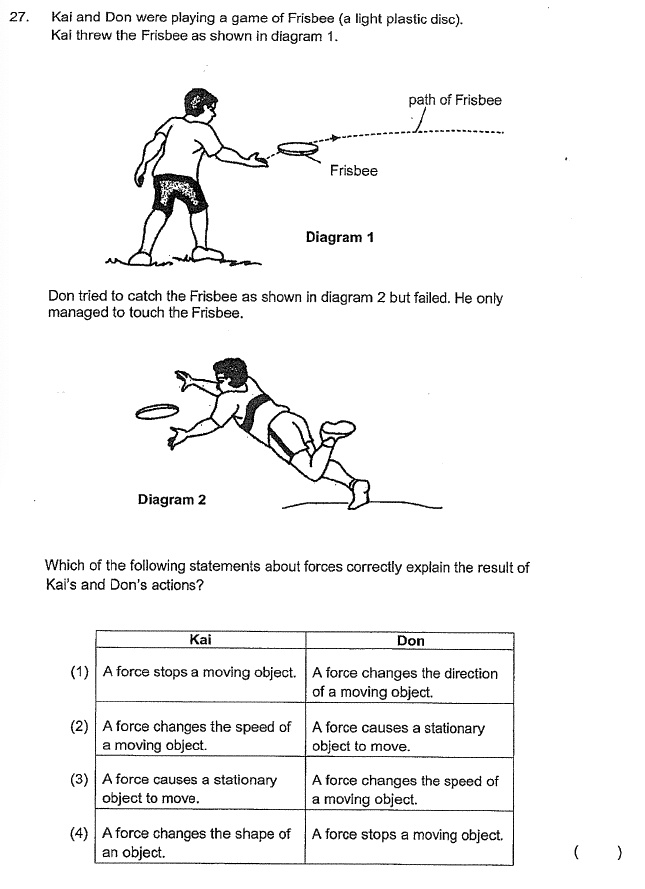 27. Kai and Don were playing a game of Frisbee (a light plastic disc).
Kai threw the Frisbee as shown in diagram 1.
path of Frisbee
Frisbee
Diagram 1
Don tried to catch the Frisbee as shown in diagram 2 but failed. He only
managed to touch the Frisbee.
Diagram 2
Which of the following statements about forces correctly explain the result of
Kai's and Don's actions?
Kai Don
(1) A force stops a moving object. A force changes the direction
of a moving object.
(2) A force changes the speed of A force causes a stationary
a moving object. object to move.
(3) A force causes a stationary A force changes the speed of
object to move. a moving object.
(4) A force changes the shape of A force stops a moving object.
an object.
( )